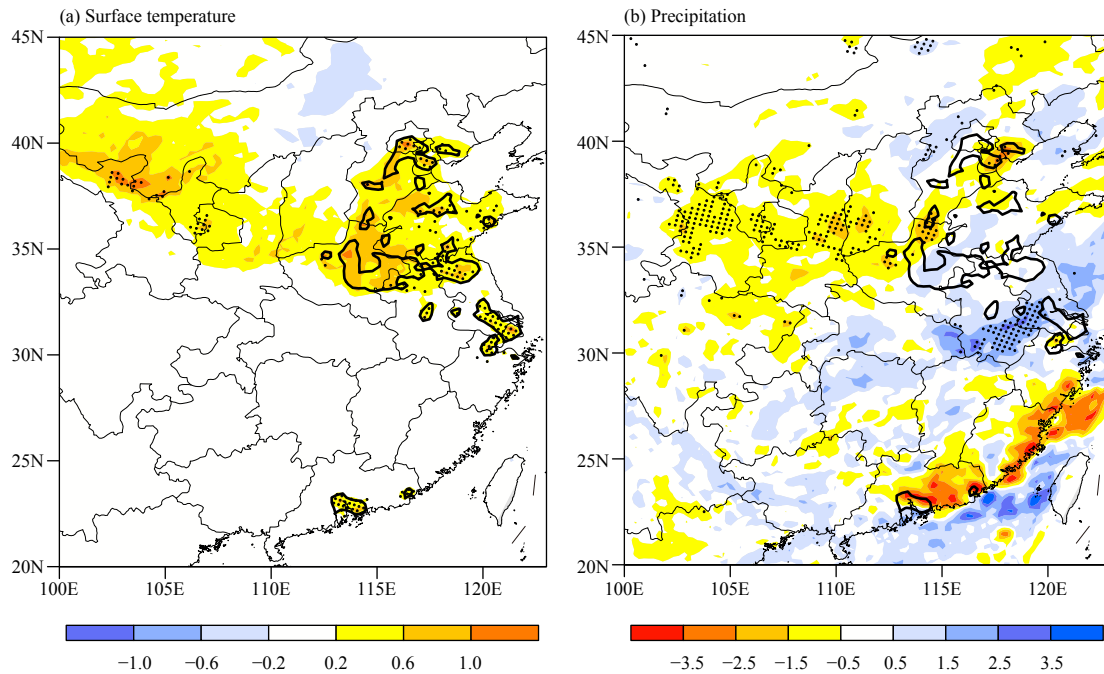 (a) Surface temperature
(b) Precipitation
45N
40N
35N
30N
25N
20N
100E 105E 110E 115E 120E
45N
40N
35N
30N
25N
20N
100E 105E 110E 115E 120E
−1.0 −0.6 −0.2 0.2 0.6 1.0
−3.5 −2.5 −1.5 −0.5 0.5 1.5 2.5 3.5